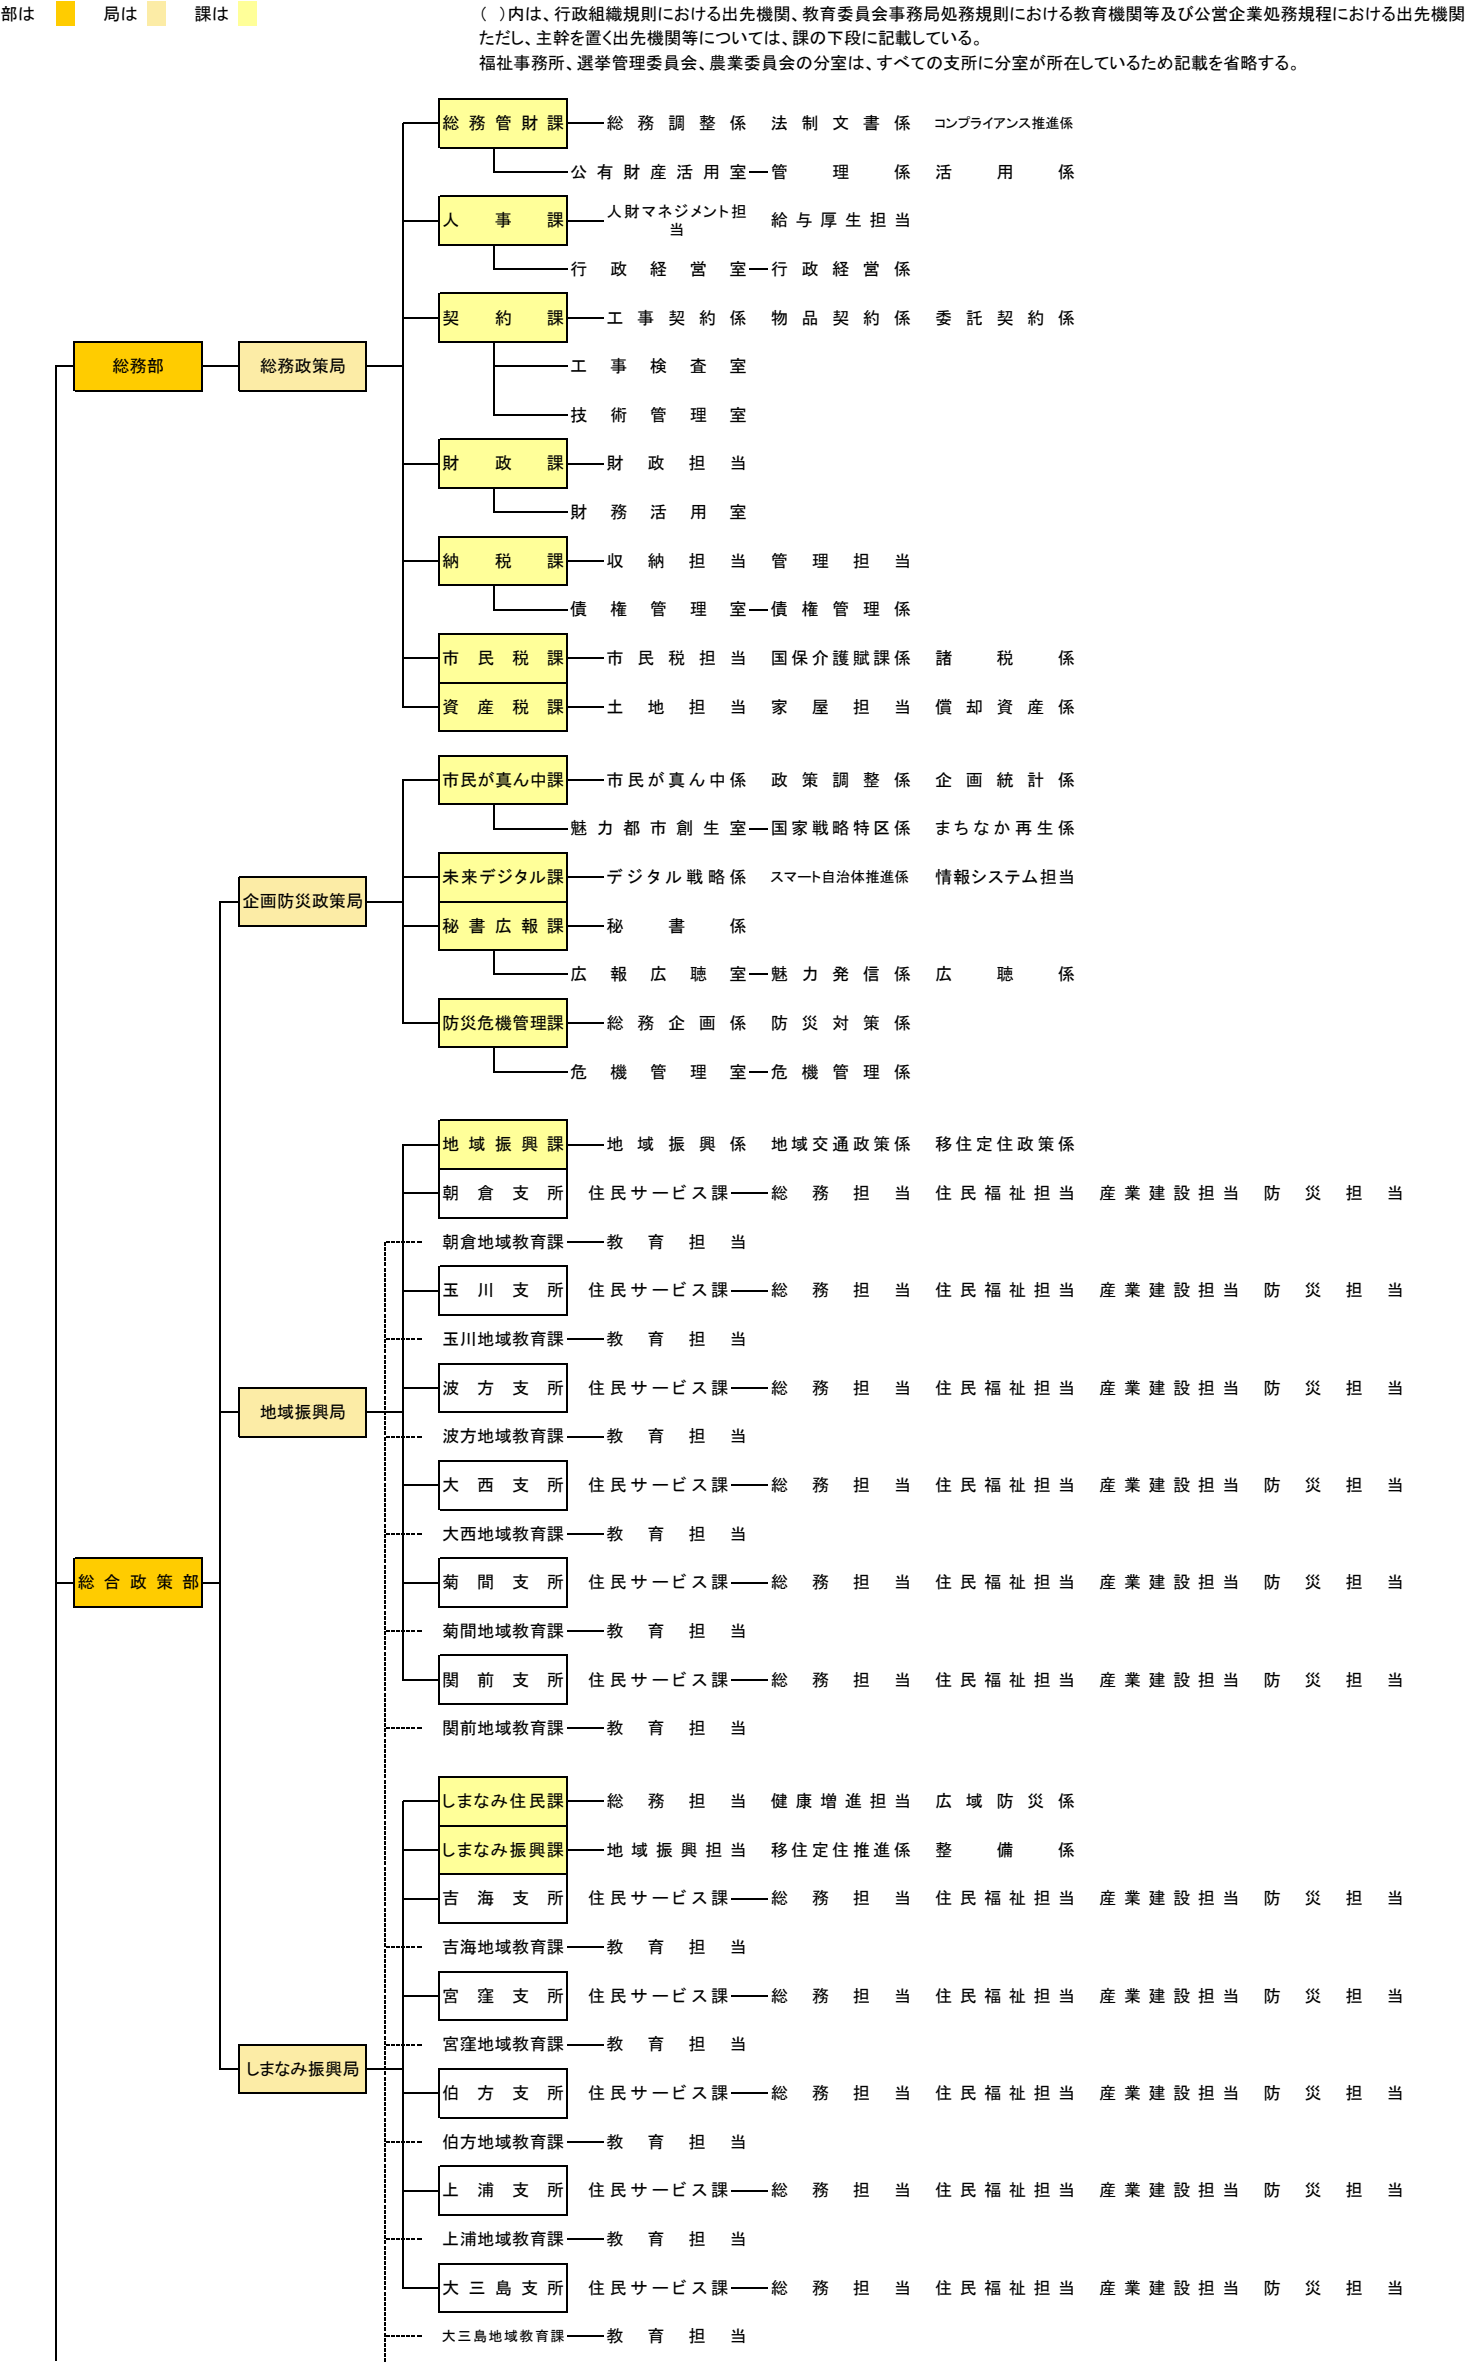 部は　局は　課は
（　）内は、行政組織規則における出先機関、教育委員会事務局処務規則における教育機関等及び公営企業処務規程における出先機関
ただし、主幹を置く出先機関等については、課の下段に記載している。
福祉事務所、選挙管理委員会、農業委員会の分室は、すべての支所に分室が所在しているため記載を省略する。
総務管財課　総務調整係　法制文書係　コンプライアンス推進係
公有財産活用室　管理係　活用係
人事課　人財マネジメント担当　給与厚生担当
行政経営室　行政経営係
契約課　工事契約係　物品契約係　委託契約係
総務部　総務政策局　工事検査室
技術管理室
財政課　財政担当
財務活用室
納税課　収納担当　管理担当
債権管理室　債権管理係
市民税課　市民税担当　国保介護賦課係　諸税係
資産税課　土地担当　家屋担当　償却資産係
市民が真ん中課　市民が真ん中係　政策調整係　企画統計係
魅力都市創生室　国家戦略特区係　まちなか再生係
未来デジタル課　デジタル戦略係　スマート自治体推進係　情報システム担当
企画防災政策局
秘書広報課　秘書係
広報広聴室　魅力発信係　広聴係
防災危機管理課　総務企画係　防災対策係
危機管理室　危機管理係
地域振興課　地域振興係　地域交通政策係　移住定住政策係
朝倉支所　住民サービス課　総務担当　住民福祉担当　産業建設担当　防災担当
朝倉地域教育課　教育担当
玉川支所　住民サービス課　総務担当　住民福祉担当　産業建設担当　防災担当
玉川地域教育課　教育担当
波方支所　住民サービス課　総務担当　住民福祉担当　産業建設担当　防災担当
地域振興局
波方地域教育課　教育担当
大西支所　住民サービス課　総務担当　住民福祉担当　産業建設担当　防災担当
大西地域教育課　教育担当
総合政策部　菊間支所　住民サービス課　総務担当　住民福祉担当　産業建設担当　防災担当
菊間地域教育課　教育担当
関前支所　住民サービス課　総務担当　住民福祉担当　産業建設担当　防災担当
関前地域教育課　教育担当
しまなみ住民課　総務担当　健康増進担当　広域防災係
しまなみ振興課　地域振興担当　移住定住推進係　整備係
吉海支所　住民サービス課　総務担当　住民福祉担当　産業建設担当　防災担当
吉海地域教育課　教育担当
宮窪支所　住民サービス課　総務担当　住民福祉担当　産業建設担当　防災担当
宮窪地域教育課　教育担当
しまなみ振興局
伯方支所　住民サービス課　総務担当　住民福祉担当　産業建設担当　防災担当
伯方地域教育課　教育担当
上浦支所　住民サービス課　総務担当　住民福祉担当　産業建設担当　防災担当
上浦地域教育課　教育担当
大三島支所　住民サービス課　総務担当　住民福祉担当　産業建設担当　防災担当
大三島地域教育課　教育担当